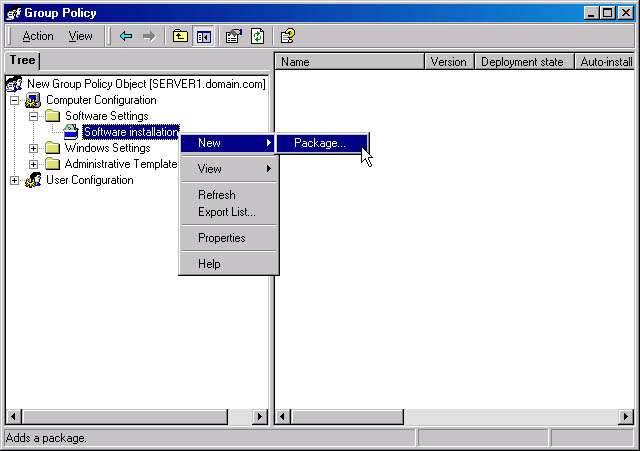 Group Policy
Action View
Tree
Name Version Deployment state Auto-install
New Group Policy Object [SERVER1.domain.com]
Computer Configuration
Software Settings
Software installation
Windows Settings
Administrative Template
User Configuration
New
Package...
View
Refresh
Export List...
Properties
Help
Adds a package.